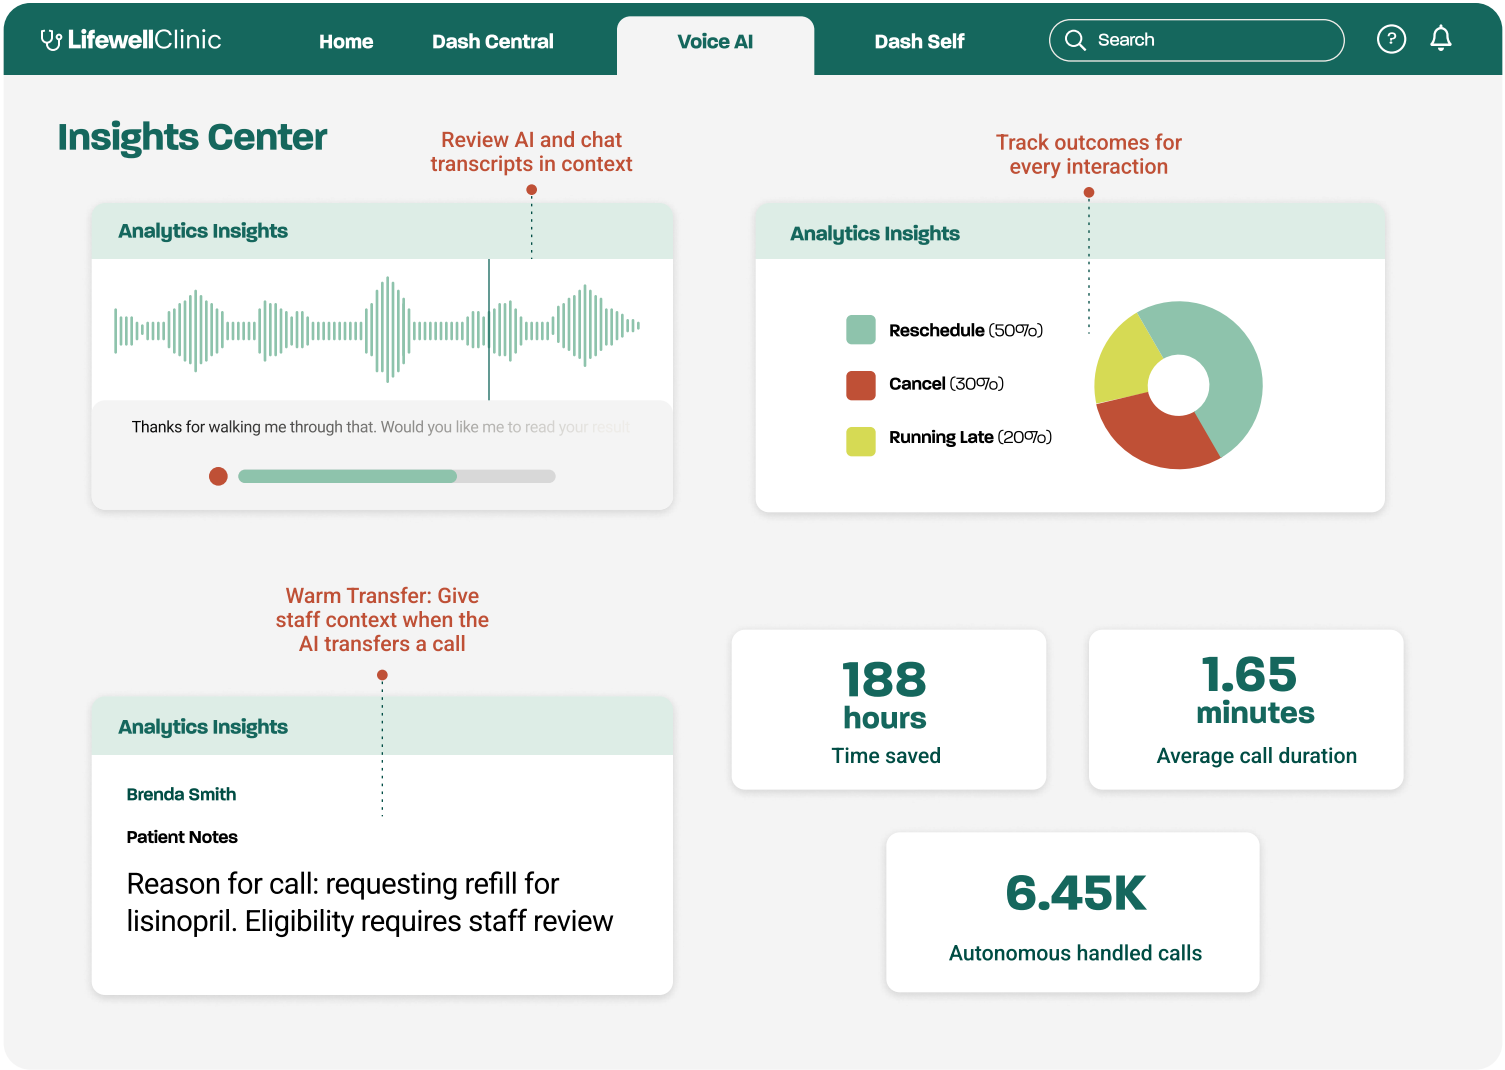 LifewellClinic
Home
Dash Central
Voice AI
Dash Self
Search
?
Insights Center
Review AI and chat
transcripts in context
Analytics Insights
Thanks for walking me through that. Would you like me to read your result
Track outcomes for
every interaction
Analytics Insights
Reschedule (50%)
Cancel (30%)
Running Late (20%)
Warm Transfer: Give
staff context when the
AI transfers a call
Analytics Insights
Brenda Smith
Patient Notes
Reason for call: requesting refill for
lisinopril. Eligibility requires staff review
188
hours
Time saved
1.65
minutes
Average call duration
6.45K
Autonomous handled calls